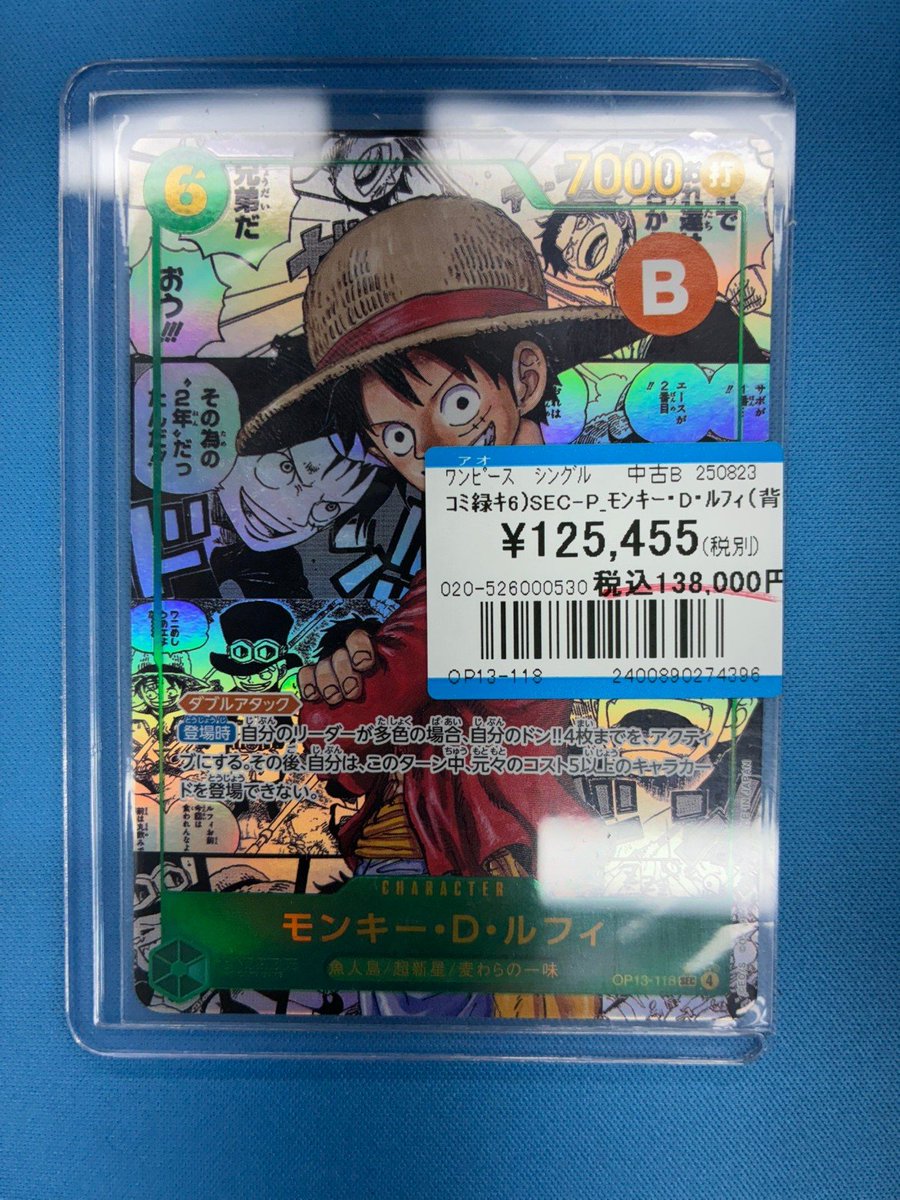 6
7000
打
兄弟だ
おう!!!
B
その為の
"2年"だっ
エースが
2番目
サボが
アオ
ワンピース シングル 中古B 250823
コミ緑キ6)SEC-P_モンキー・D・ルフィ(背
¥125,455(税別)
020-526000530 税込138,000円
OP13-118 2400890274396
ダブルアタック
登場時 自分のリーダーが多色の場合、自分のドン!!4枚までを、アクティ
ブにする。その後、自分は、このターン中、元々のコスト5以上のキャラカー
ドを登場できない。
CHARACTER
モンキー・D・ルフィ
魚人島/超新星/麦わらの一味
OP13-118 SEC 4